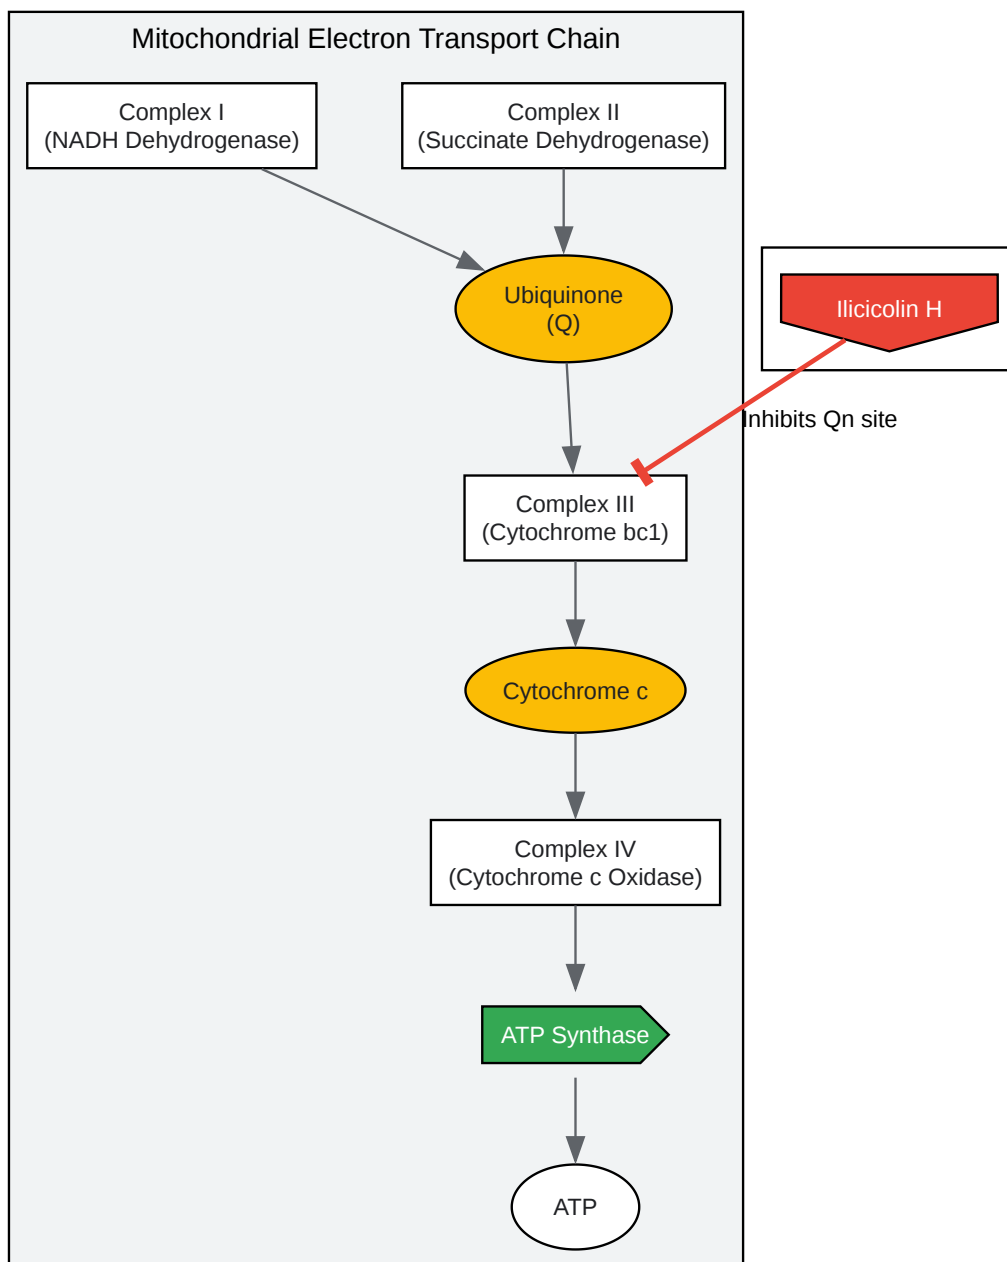 Mitochondrial Electron Transport Chain
Complex I
(NADH Dehydrogenase)
Complex II
(Succinate Dehydrogenase)
Ubiquinone
(Q)
Ilicicolin H
Inhibits Qn site
Complex III
(Cytochrome bc1)
Cytochrome c
Complex IV
(Cytochrome c Oxidase)
ATP Synthase
ATP